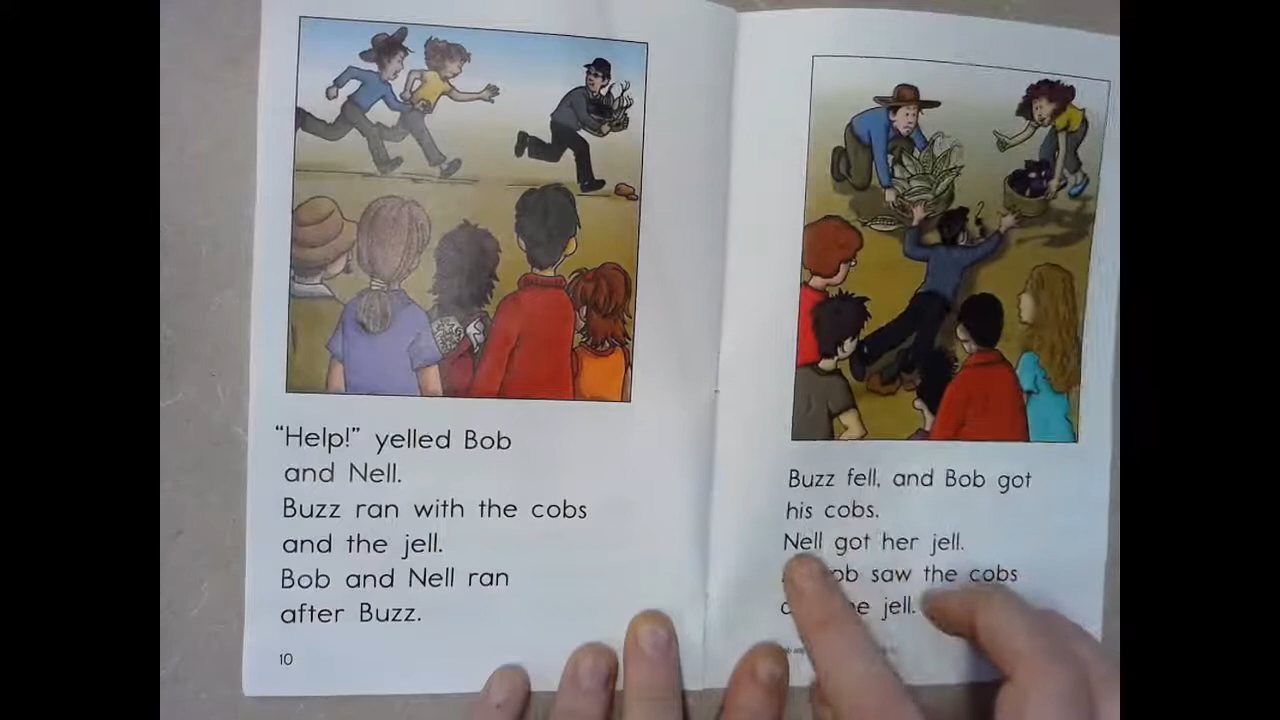 "Help!" yelled Bob
and Nell.
Buzz ran with the cobs
and the jell.
Bob and Nell ran
after Buzz.
10
Buzz fell, and Bob got
his cobs.
Nell got her jell.
saw the cobs
jell.